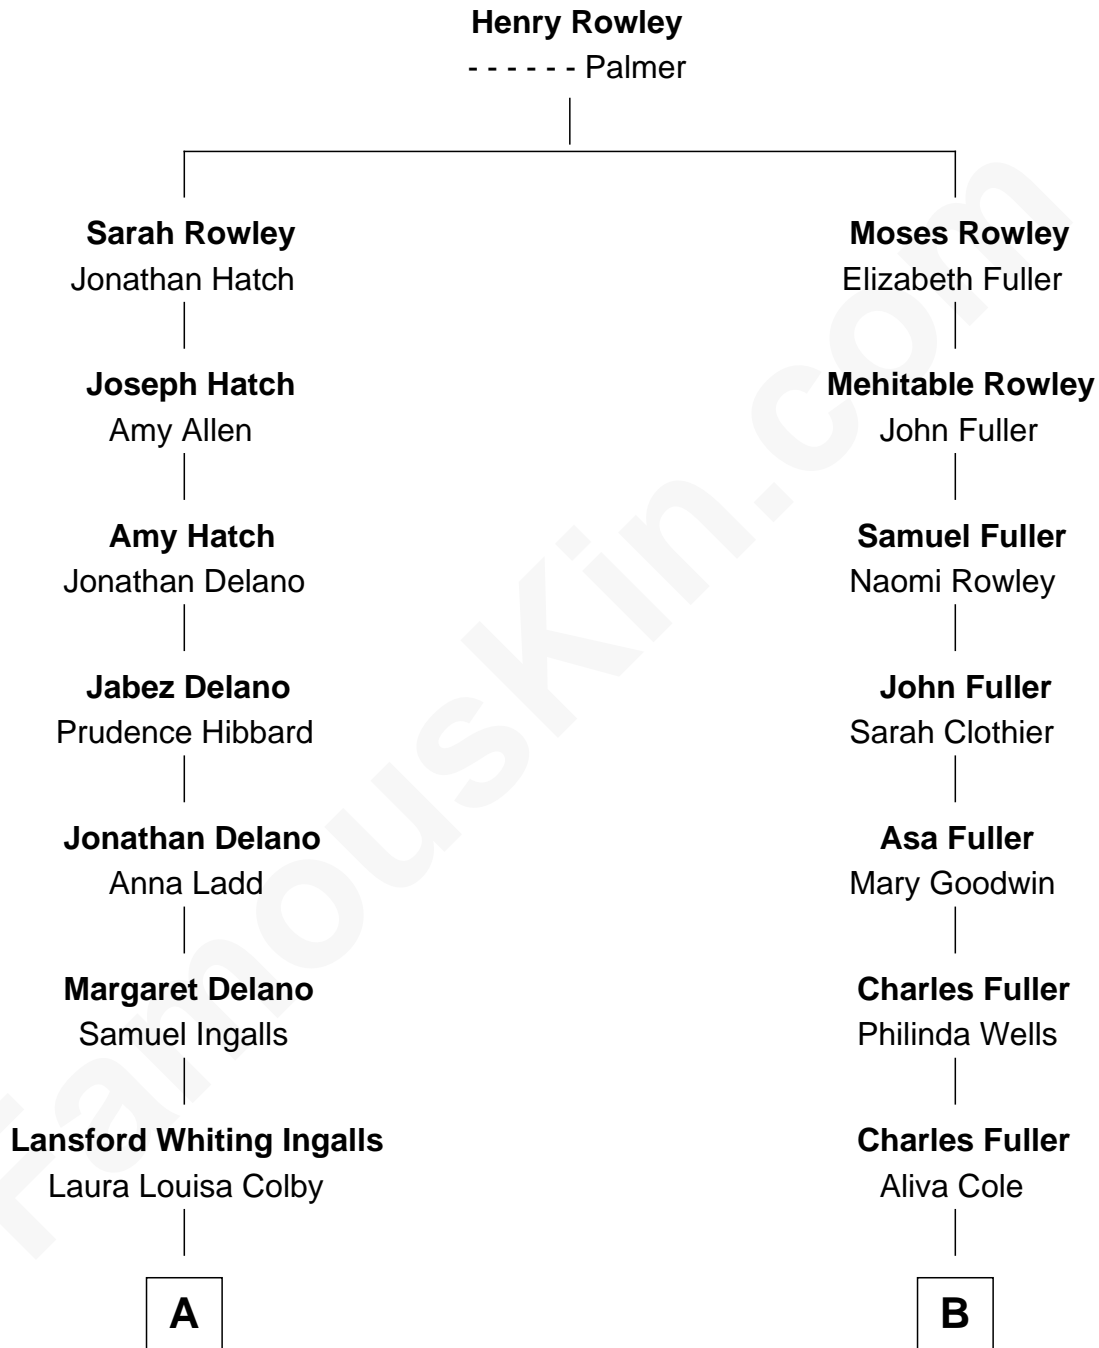 Henry Rowley
- - - - - - Palmer
Sarah Rowley
Jonathan Hatch
Moses Rowley
Elizabeth Fuller
Joseph Hatch
Amy Allen
Mehitable Rowley
John Fuller
Amy Hatch
Jonathan Delano
Samuel Fuller
Naomi Rowley
Jabez Delano
Prudence Hibbard
John Fuller
Sarah Clothier
Jonathan Delano
Anna Ladd
Asa Fuller
Mary Goodwin
Margaret Delano
Samuel Ingalls
Charles Fuller
Philinda Wells
Lansford Whiting Ingalls
Laura Louisa Colby
Charles Fuller
Aliva Cole
A
B
FamousKin.com